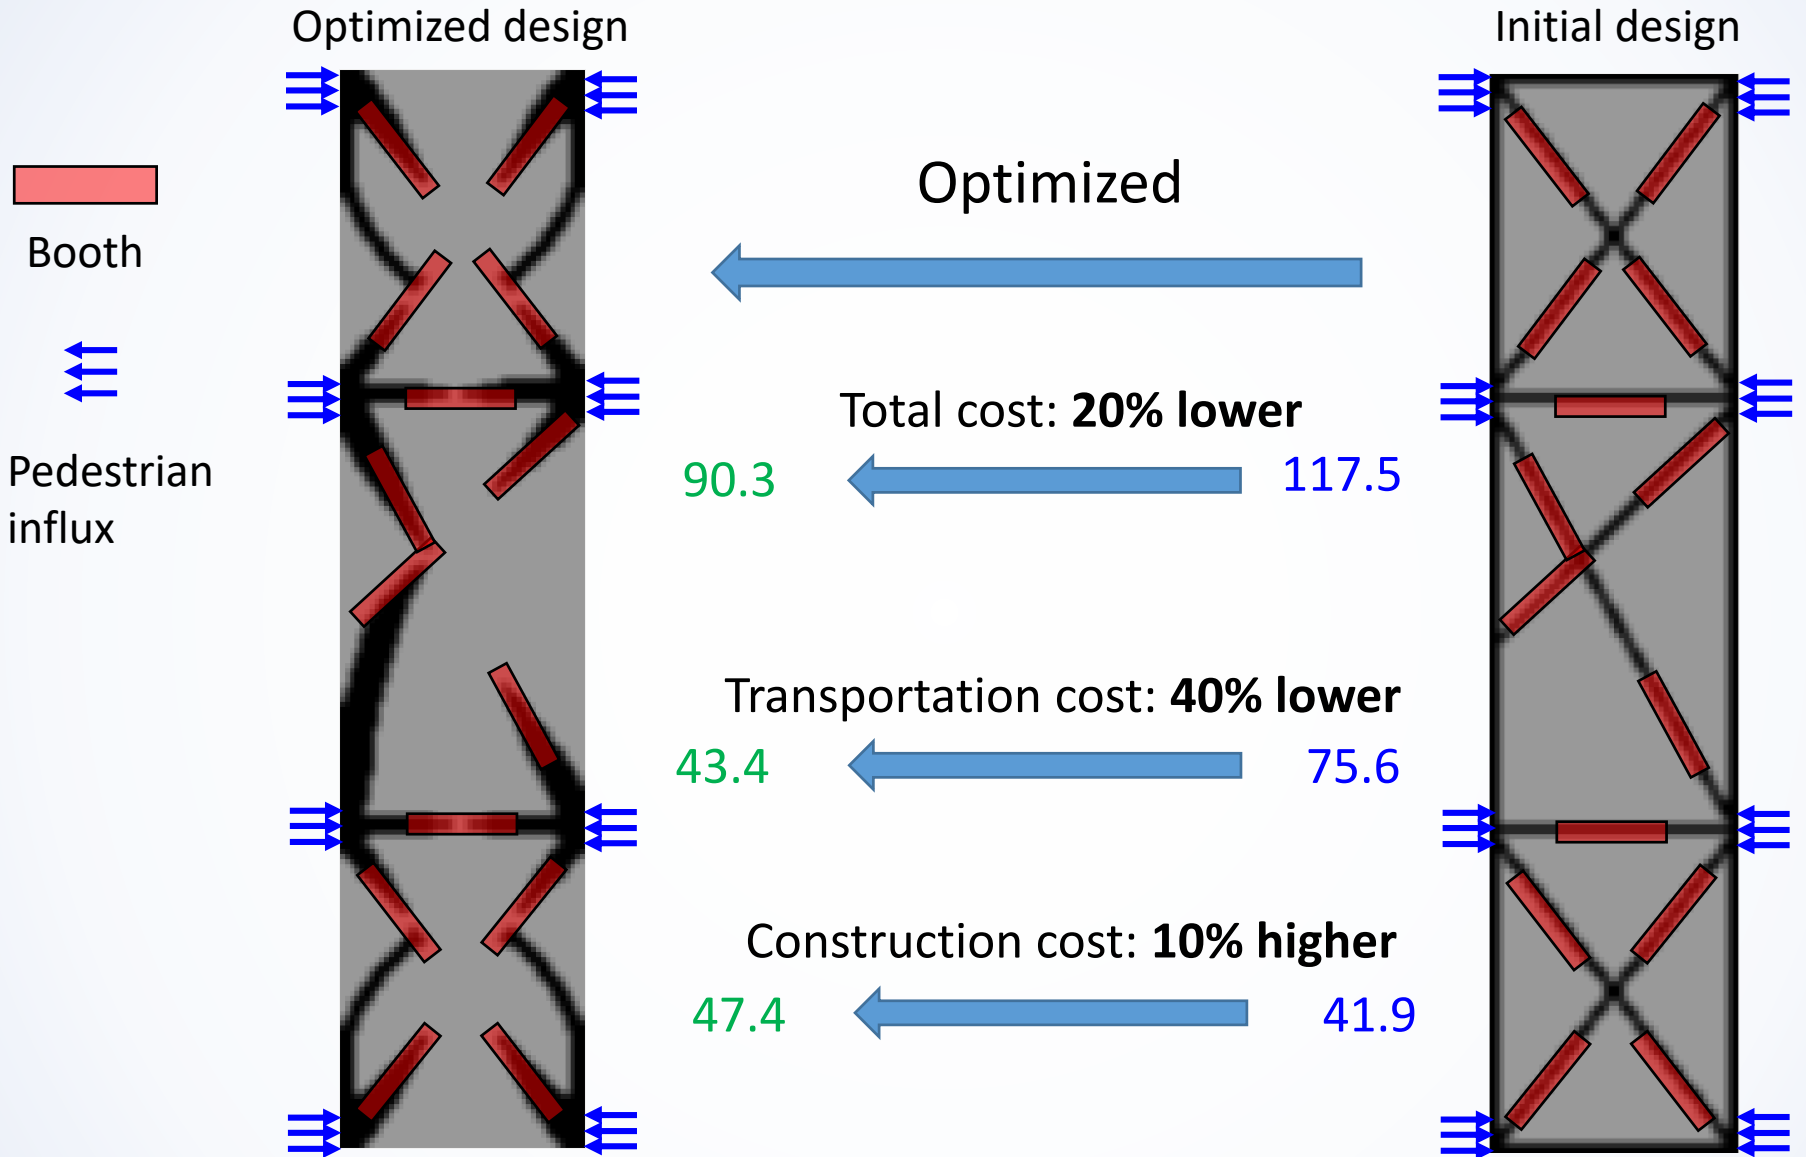 Optimized design
Initial design
Booth
Pedestrian
influx
Optimized
Total cost: 20% lower
90.3
117.5
Transportation cost: 40% lower
43.4
75.6
Construction cost: 10% higher
47.4
41.9